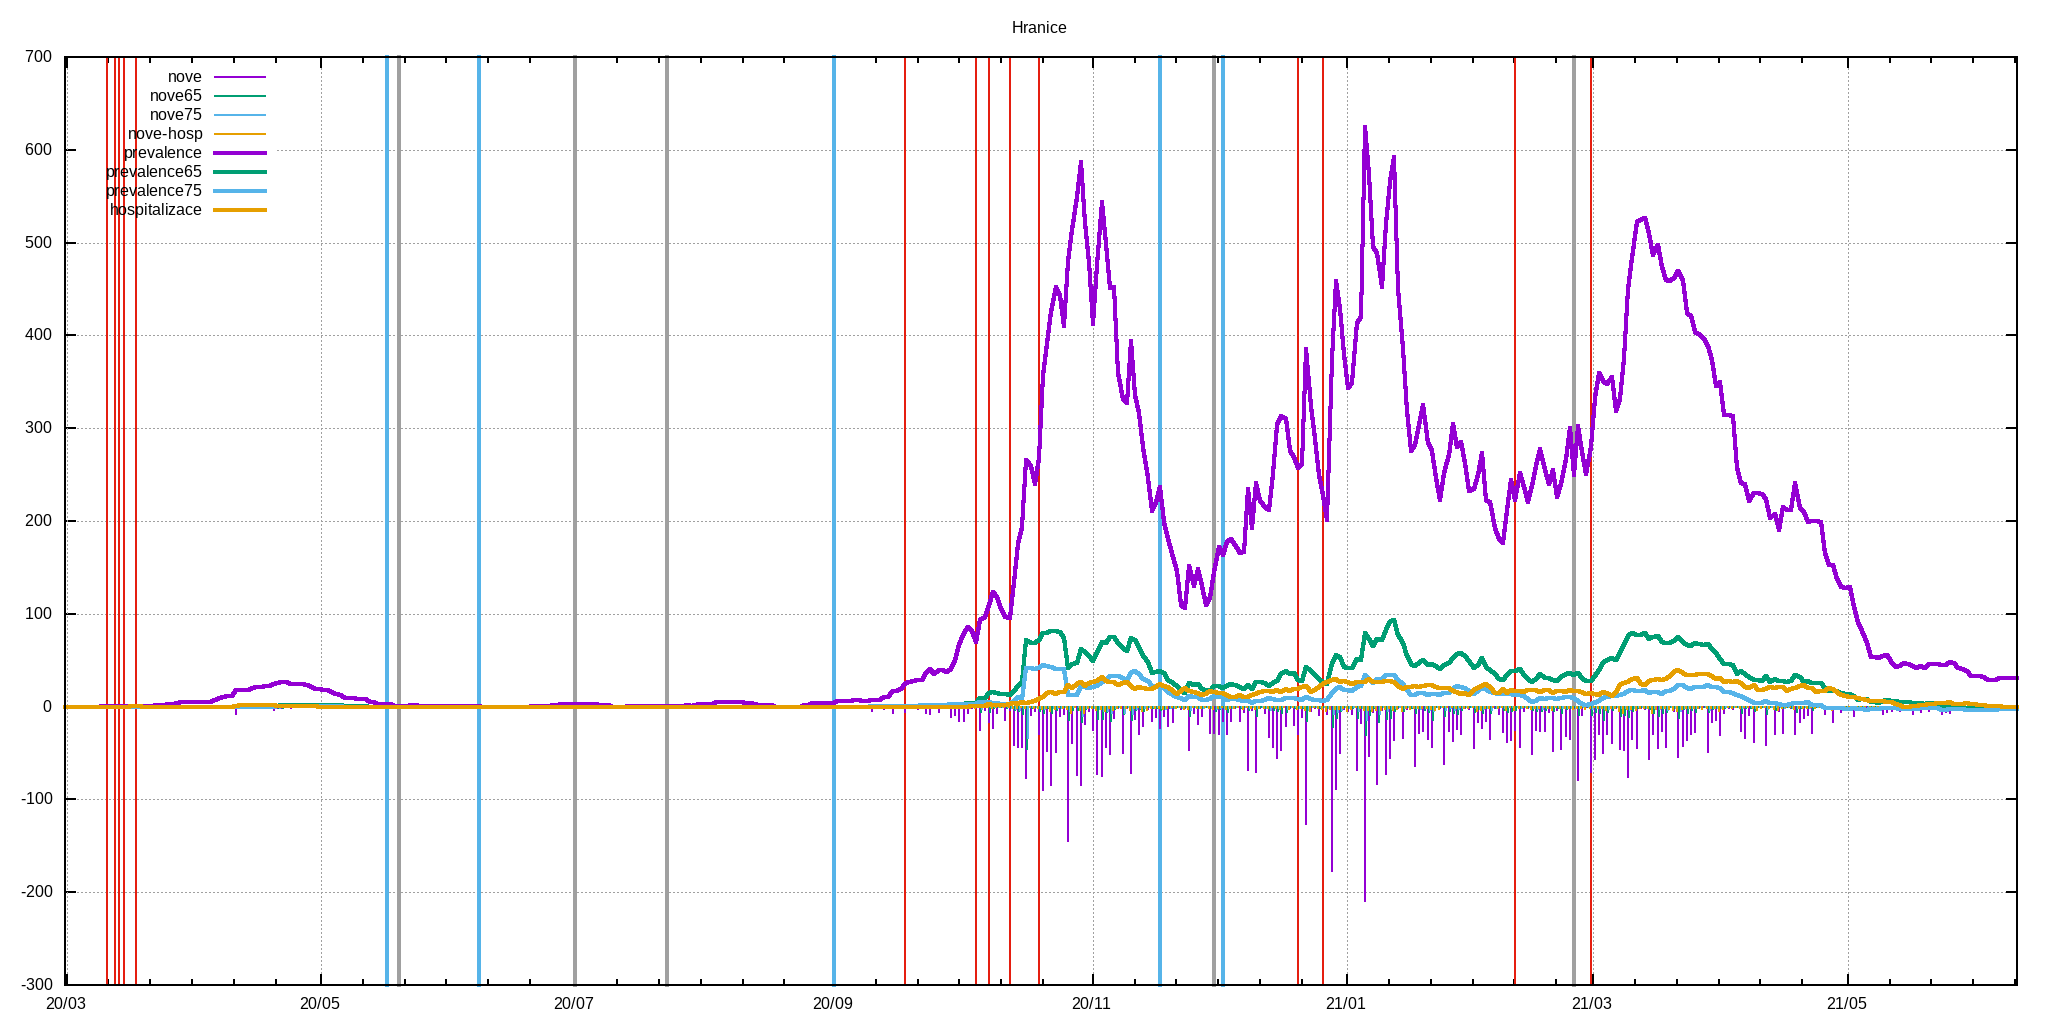 Hranice
700
600
500
400
300
200
100
0
-100
-200
-300
nove
nove65
nove75
nove-hosp
prevalence
prevalence65
prevalence75
hospitalizace
20/03 20/05 20/07 20/09 20/11 21/01 21/03 21/05